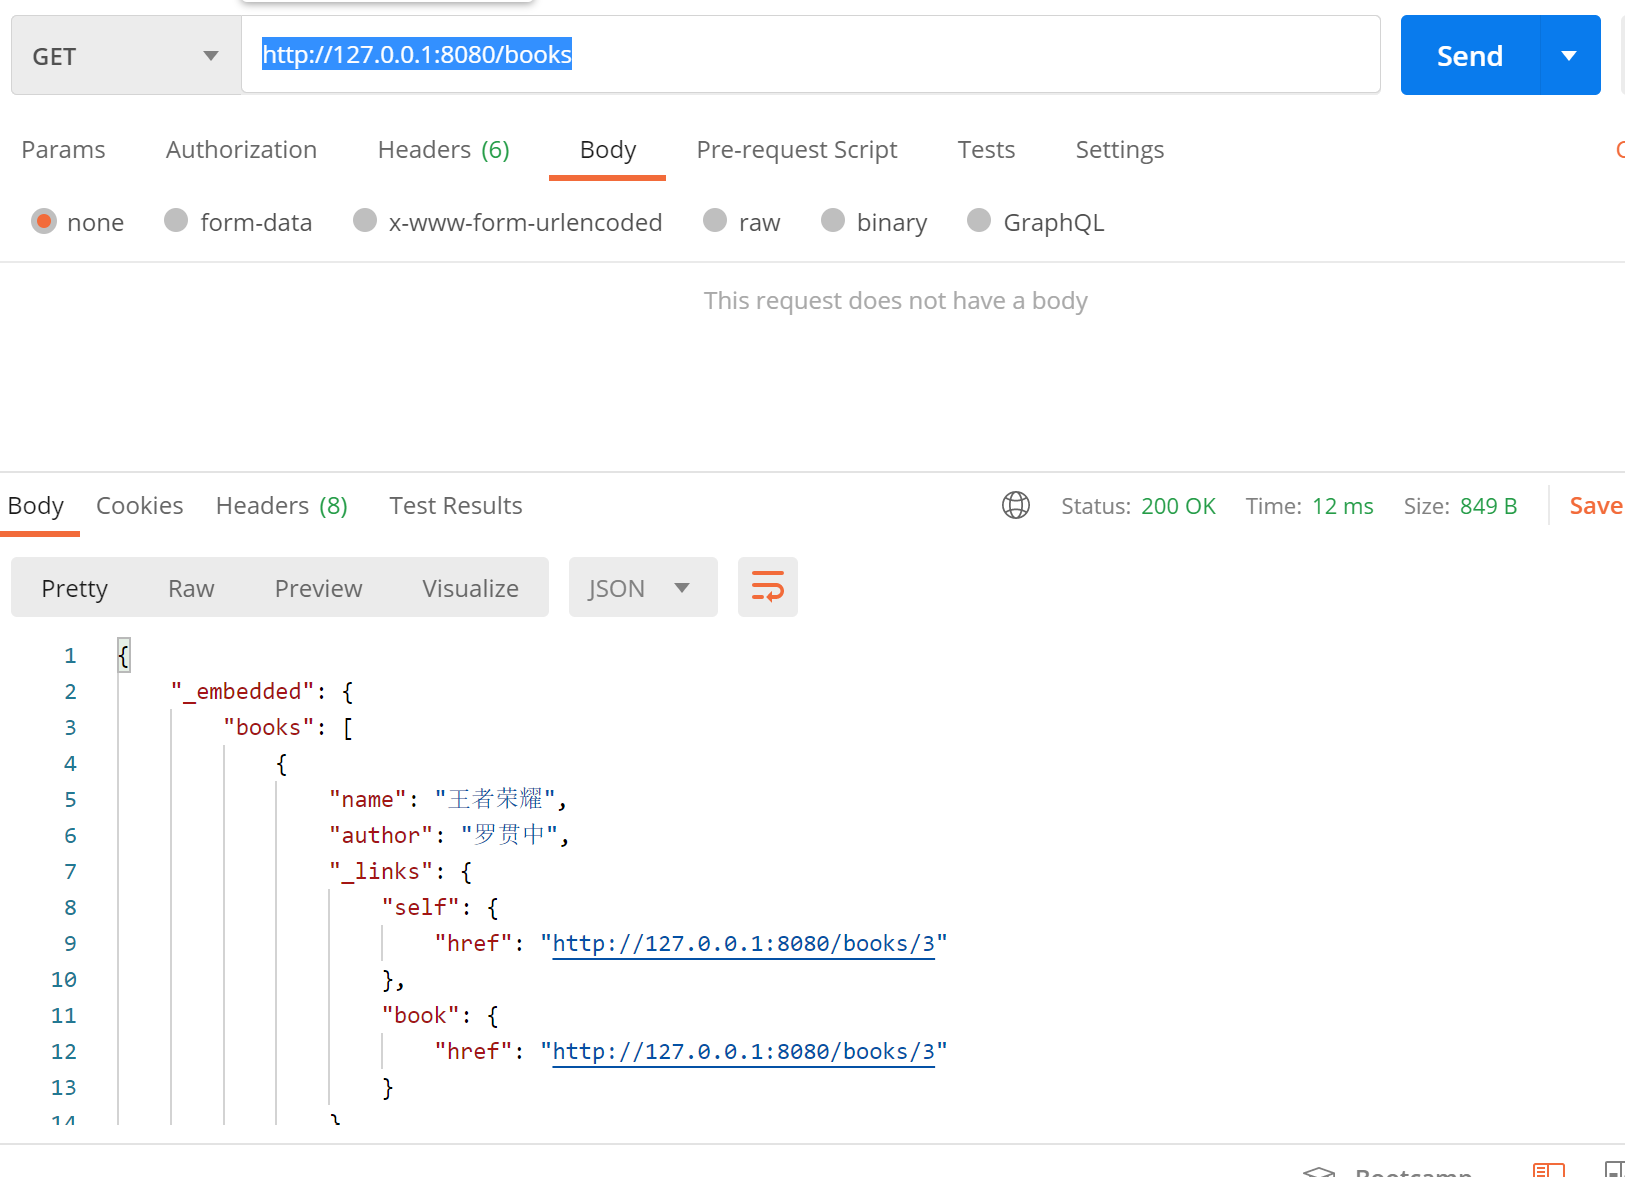 GET http://127.0.0.1:8080/books Send
Params Authorization Headers (6) Body Pre-request Script Tests Settings
none form-data x-www-form-urlencoded raw binary GraphQL
This request does not have a body
Body Cookies Headers (8) Test Results Status: 200 OK Time: 12 ms Size: 849 B Save
Pretty Raw Preview Visualize JSON
1 {
2 "_embedded": {
3 "books": [
4 {
5 "name": "王者荣耀",
6 "author": "罗贯中",
7 "_links": {
8 "self": {
9 "href": "http://127.0.0.1:8080/books/3"
10 },
11 "book": {
12 "href": "http://127.0.0.1:8080/books/3"
13 }
14 }
Bootcamp